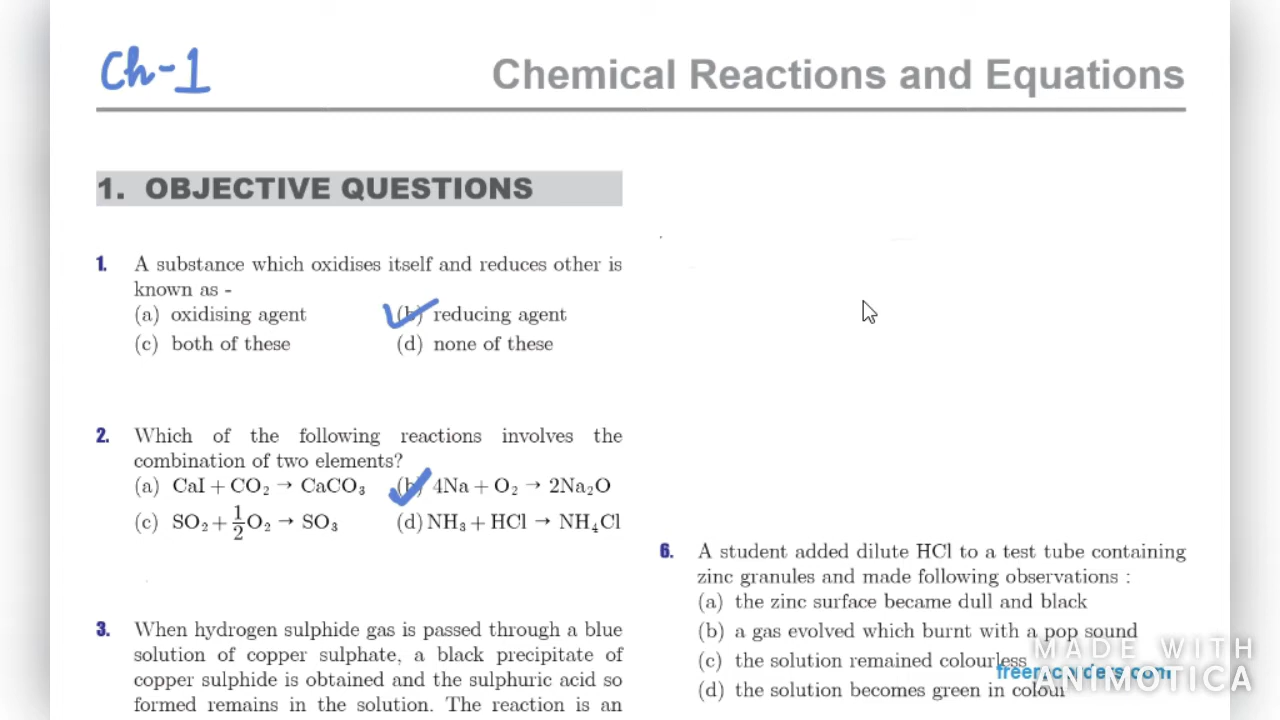 Ch-1
Chemical Reactions and Equations
1. OBJECTIVE QUESTIONS
1. A substance which oxidises itself and reduces other is
known as -
(a) oxidising agent (b) reducing agent
(c) both of these (d) none of these
2. Which of the following reactions involves the
combination of two elements?
(a) CaI + CO₂ → CaCO₃ (b) 4Na + O₂ → 2Na₂O
(c) SO₂ + 1/2 O₂ → SO₃ (d) NH₃ + HCl → NH₄Cl
3. When hydrogen sulphide gas is passed through a blue
solution of copper sulphate, a black precipitate of
copper sulphide is obtained and the sulphuric acid so
formed remains in the solution. The reaction is an
6. A student added dilute HCl to a test tube containing
zinc granules and made following observations :
(a) the zinc surface became dull and black
(b) a gas evolved which burnt with a pop sound
(c) the solution remained colourless
(d) the solution becomes green in colour
MADE WITH
ANIMOTICA